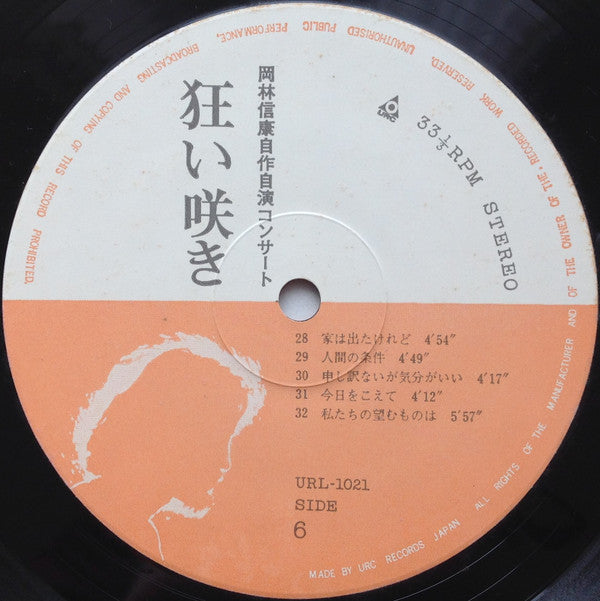 岡林信康自作自演コンサート
狂い咲き
URC
33⅓RPM STEREO
28 家は出たけれど 4'54"
29 人間の条件 4'49"
30 申し訳ないが気分がいい 4'17"
31 今日をこえて 4'12"
32 私たちの望むものは 5'57"
URL-1021
SIDE
6
MADE BY URC RECORDS JAPAN ALL RIGHTS OF THE MANUFACTURER AND OF THE OWNER OF THE RECORDED WORK RESERVED. UNAUTHORISED PUBLIC PERFORMANCE, BROADCASTING AND COPYING OF THIS RECORD PROHIBITED.